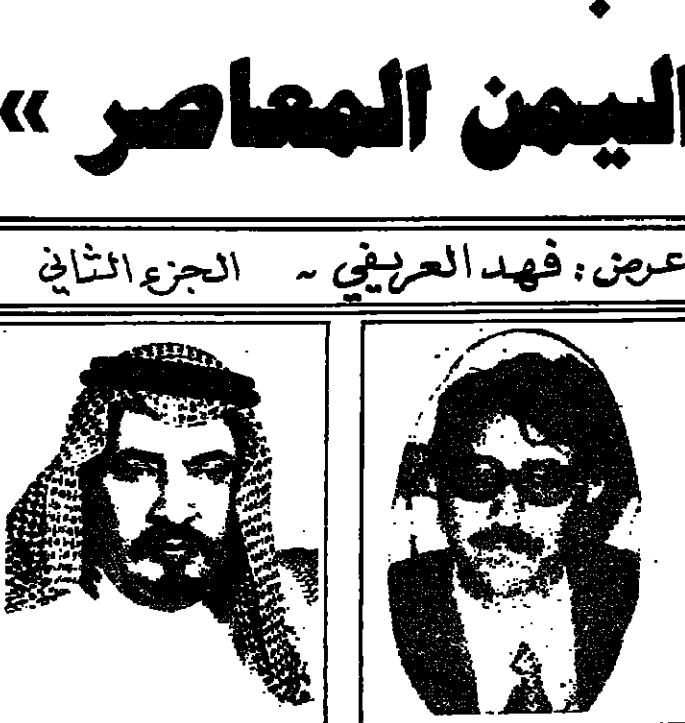 اليمن المعاصر »
عرض: فهد العريفي ~ الجزء الثاني